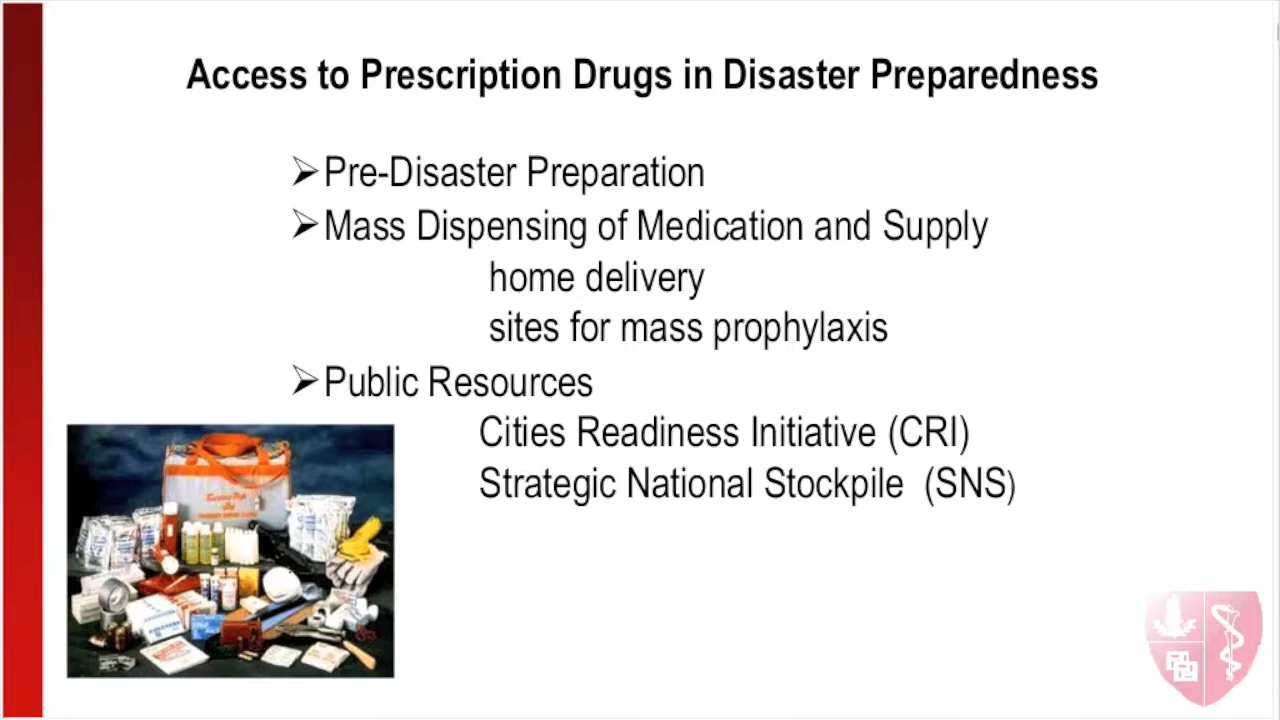 Access to Prescription Drugs in Disaster Preparedness
➢Pre-Disaster Preparation
➢Mass Dispensing of Medication and Supply
home delivery
sites for mass prophylaxis
➢Public Resources
Cities Readiness Initiative (CRI)
Strategic National Stockpile (SNS)